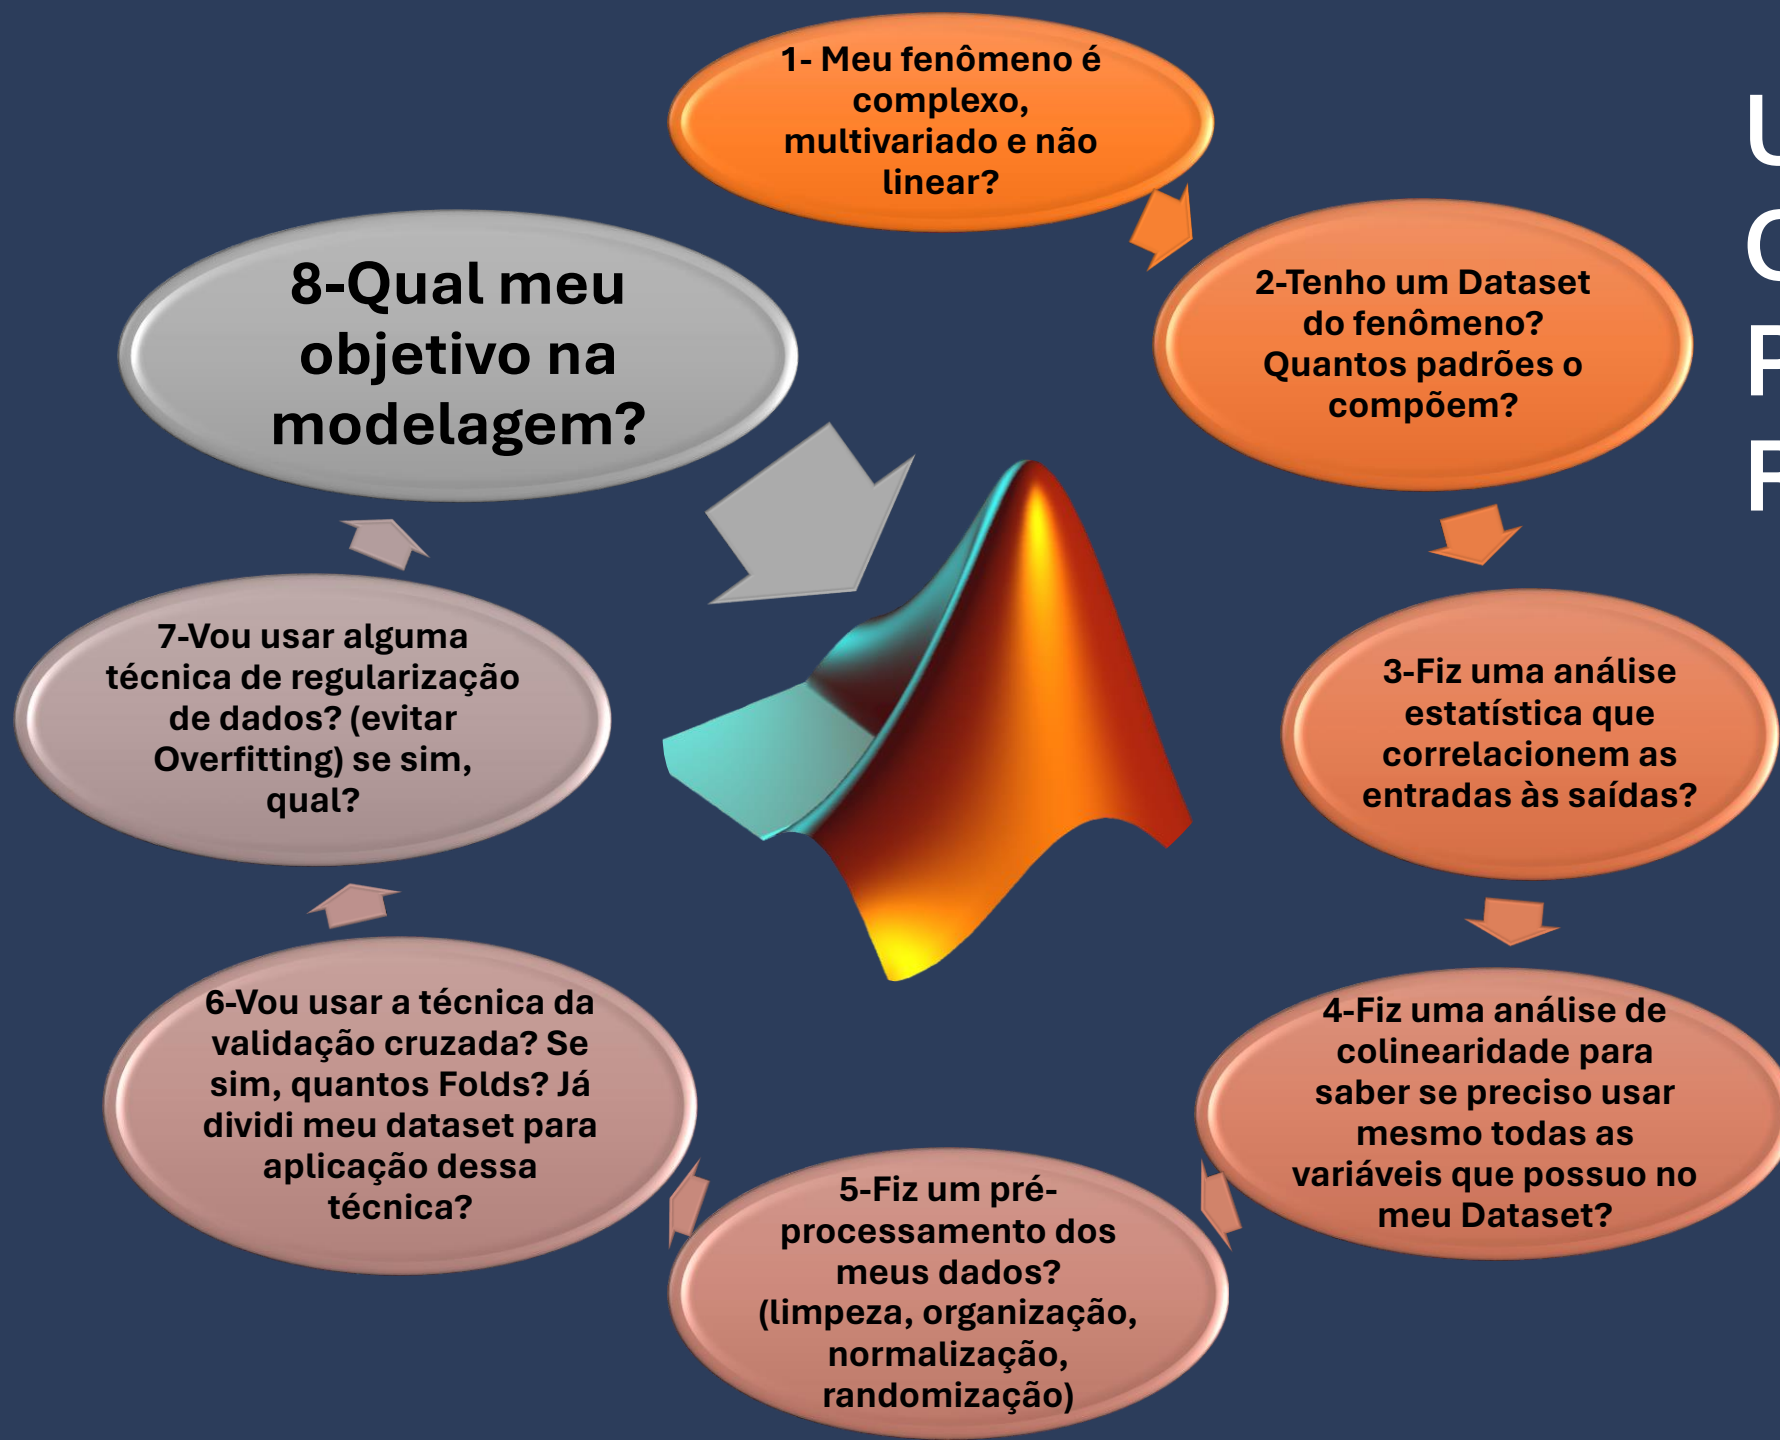 1- Meu fenômeno é
complexo,
multivariado e não
linear?
2-Tenho um Dataset
do fenômeno?
Quantos padrões o
compõem?
3-Fiz uma análise
estatística que
correlacionem as
entradas às saídas?
4-Fiz uma análise de
colinearidade para
saber se preciso usar
mesmo todas as
variáveis que possuo no
meu Dataset?
5-Fiz um pré-
processamento dos
meus dados?
(limpeza, organização,
normalização,
randomização)
6-Vou usar a técnica da
validação cruzada? Se
sim, quantos Folds? Já
dividi meu dataset para
aplicação dessa
técnica?
7-Vou usar alguma
técnica de regularização
de dados? (evitar
Overfitting) se sim,
qual?
8-Qual meu
objetivo na
modelagem?